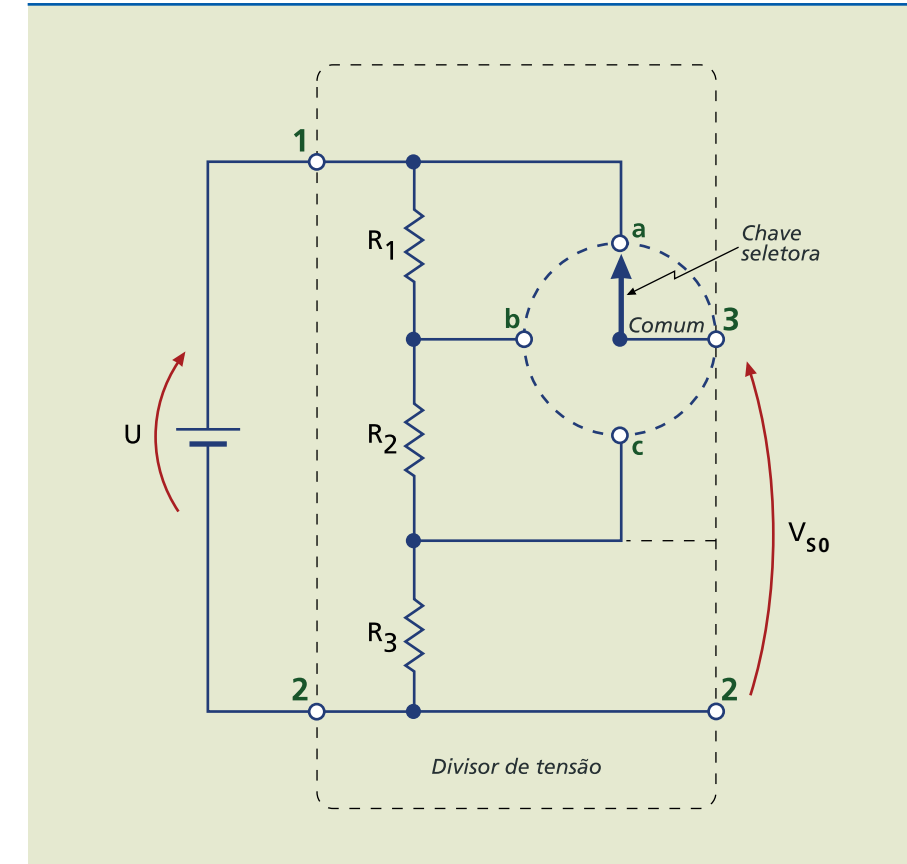 1
a
Chave
seletora
R1
b
Comum
3
U
R2
c
VS0
R3
2
2
Divisor de tensão